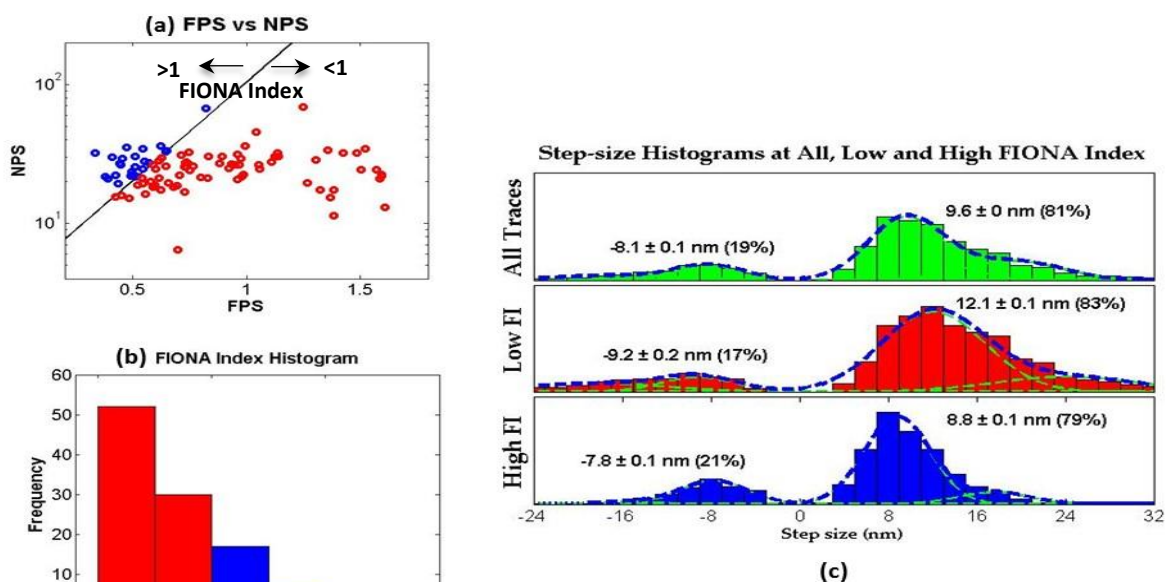 (a) FPS vs NPS
>1 <1
FIONA Index
10²
10¹
NPS
0.5 1 1.5
FPS
(b) FIONA Index Histogram
60
50
40
30
20
10
Frequency
Step-size Histograms at All, Low and High FIONA Index
All Traces
-8.1 ± 0.1 nm (19%)
9.6 ± 0 nm (81%)
Low FI
-9.2 ± 0.2 nm (17%)
12.1 ± 0.1 nm (83%)
High FI
-7.8 ± 0.1 nm (21%)
8.8 ± 0.1 nm (79%)
-24 -16 -8 0 8 16 24 32
Step size (nm)
(c)